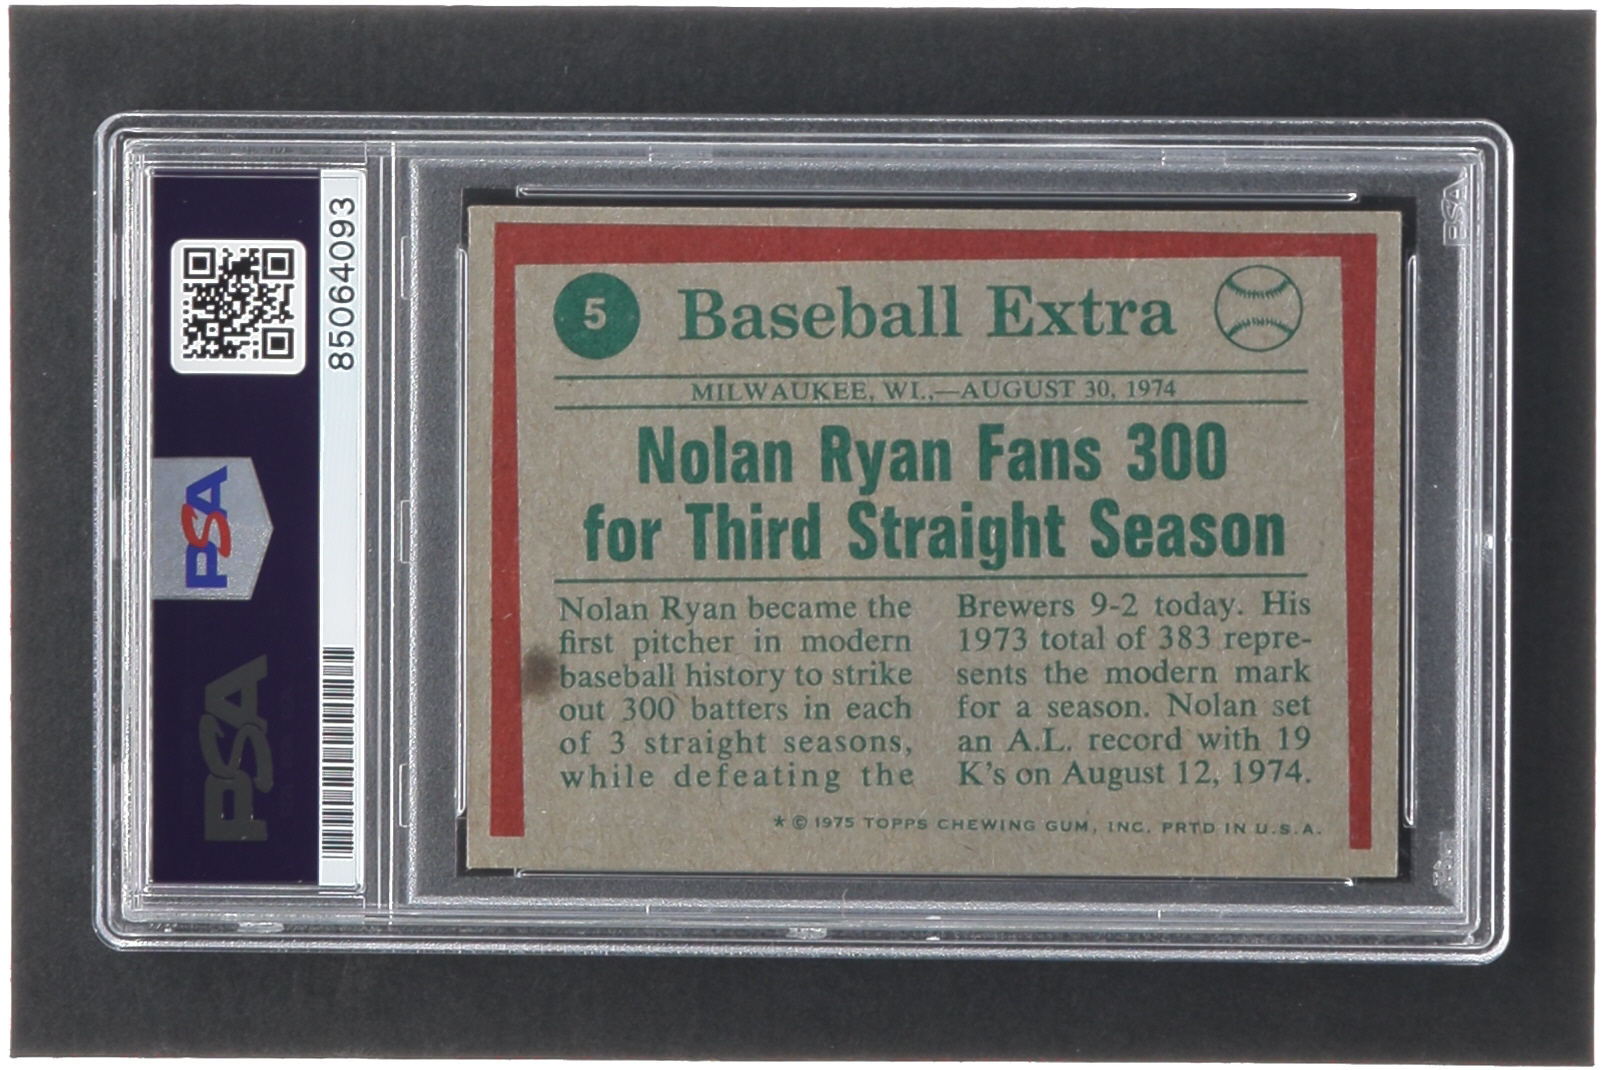 85064093
PSA
PSA
PSA
5
Baseball Extra
MILWAUKEE, WI.,—AUGUST 30, 1974
Nolan Ryan Fans 300
for Third Straight Season
Nolan Ryan became the
first pitcher in modern
baseball history to strike
out 300 batters in each
of 3 straight seasons,
while defeating the
Brewers 9-2 today. His
1973 total of 383 repre-
sents the modern mark
for a season. Nolan set
an A.L. record with 19
K's on August 12, 1974.
* © 1975 TOPPS CHEWING GUM, INC. PRTD IN U.S.A.